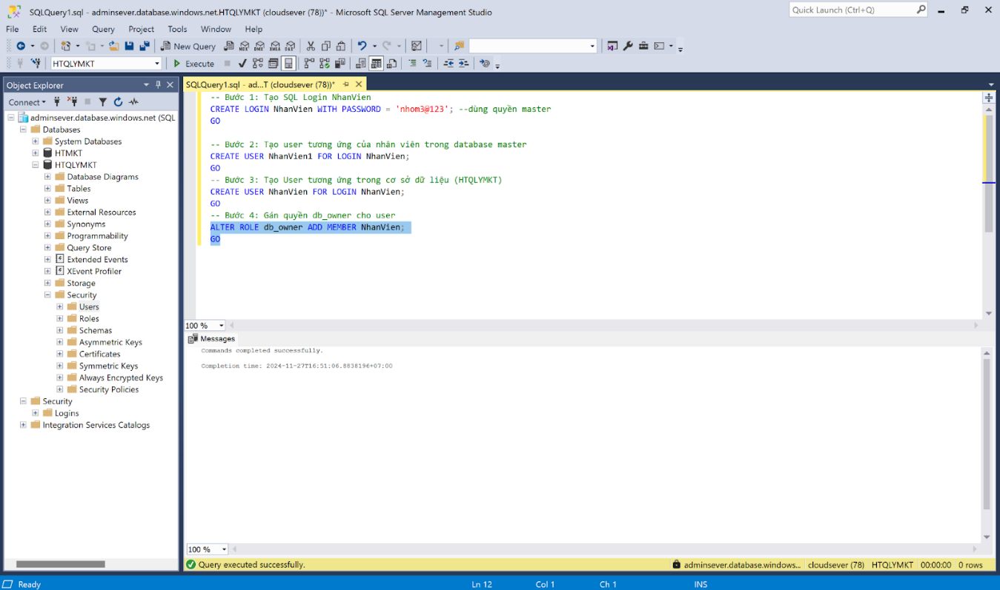 SQLQuery1.sql - adminsever.database.windows.net.HTQLYMKT (cloudsever (78))* - Microsoft SQL Server Management Studio
Quick Launch (Ctrl+Q)
File Edit View Query Project Tools Window Help
New Query MDX DMX XMLA DAX
HTQLYMKT Execute
Object Explorer
Connect
adminsever.database.windows.net (SQL
Databases
System Databases
HTMKT
HTQLYMKT
Database Diagrams
Tables
Views
External Resources
Synonyms
Programmability
Query Store
Extended Events
XEvent Profiler
Storage
Security
Users
Roles
Schemas
Asymmetric Keys
Certificates
Symmetric Keys
Always Encrypted Keys
Security Policies
Security
Logins
Integration Services Catalogs
SQLQuery1.sql - ad...T (cloudsever (78))*
-- Bước 1: Tạo SQL Login NhanVien
CREATE LOGIN NhanVien WITH PASSWORD = 'nhom3@123'; --dùng quyền master
GO
-- Bước 2: Tạo user tương ứng của nhân viên trong database master
CREATE USER NhanVien1 FOR LOGIN NhanVien;
GO
-- Bước 3: Tạo User tương ứng trong cơ sở dữ liệu (HTQLYMKT)
CREATE USER NhanVien FOR LOGIN NhanVien;
GO
-- Bước 4: Gán quyền db_owner cho user
ALTER ROLE db_owner ADD MEMBER NhanVien;
GO
100 %
Messages
Commands completed successfully.
Completion time: 2024-11-27T16:51:06.8838196+07:00
100 %
Query executed successfully. adminsever.database.windows... cloudsever (78) HTQLYMKT 00:00:00 0 rows
Ready Ln 12 Col 1 Ch 1 INS